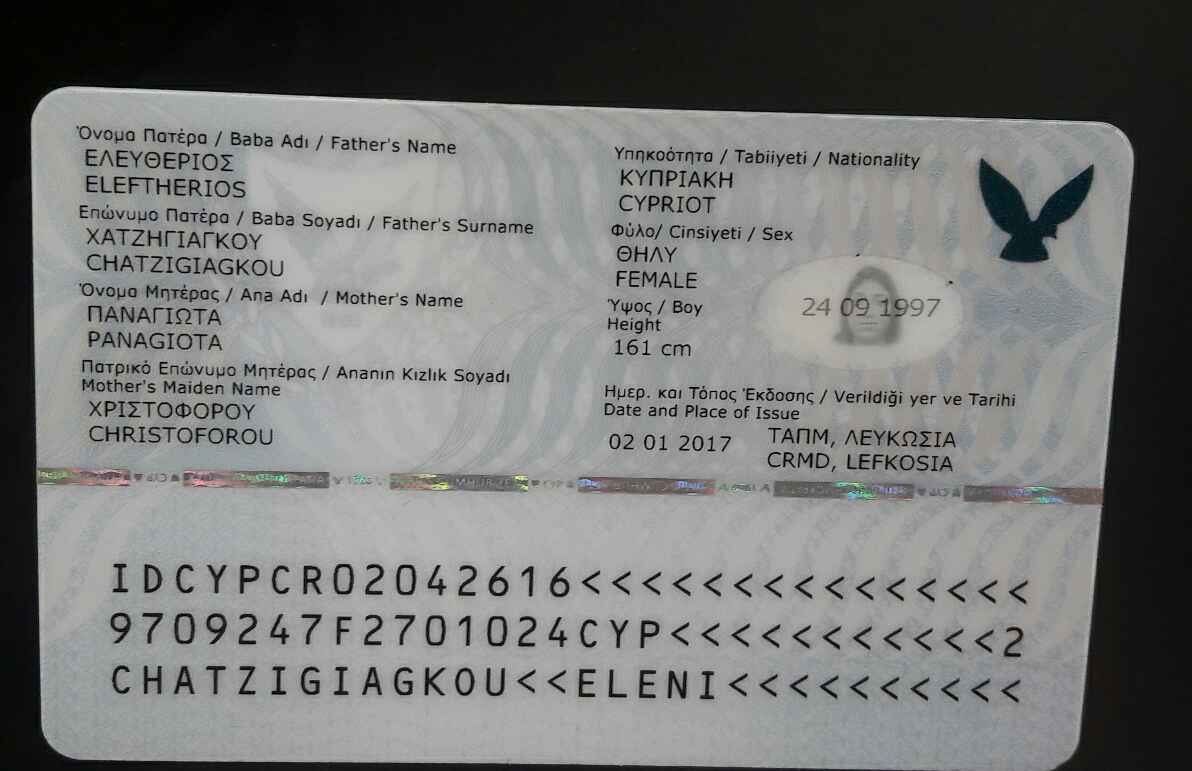 Όνομα Πατέρα / Baba Adı / Father's Name
ΕΛΕΥΘΕΡΙΟΣ
ELEFTHERIOS
Επώνυμο Πατέρα / Baba Soyadı / Father's Surname
ΧΑΤΖΗΓΙΑΓΚΟΥ
CHATZIGIAGKOU
Όνομα Μητέρας / Ana Adı / Mother's Name
ΠΑΝΑΓΙΩΤΑ
PANAGIOTA
Πατρικό Επώνυμο Μητέρας / Ananın Kızlık Soyadı
Mother's Maiden Name
ΧΡΙΣΤΟΦΟΡΟΥ
CHRISTOFOROU
Υπηκοότητα / Tabiiyeti / Nationality
ΚΥΠΡΙΑΚΗ
CYPRIOT
Φύλο/ Cinsiyeti / Sex
ΘΗΛΥ
FEMALE
Ύψος / Boy
Height
161 cm
24 09 1997
Ημερ. και Τόπος Έκδοσης / Verildiği yer ve Tarihi
Date and Place of Issue
02 01 2017
ΤΑΠΜ, ΛΕΥΚΩΣΙΑ
CRMD, LEFKOSIA
IDCYPCR02042616<<<<<<<<<<<<<<<
9709247F2701024CYP<<<<<<<<<<<2
CHATZIGIAGKOU<<ELENI<<<<<<<<<<